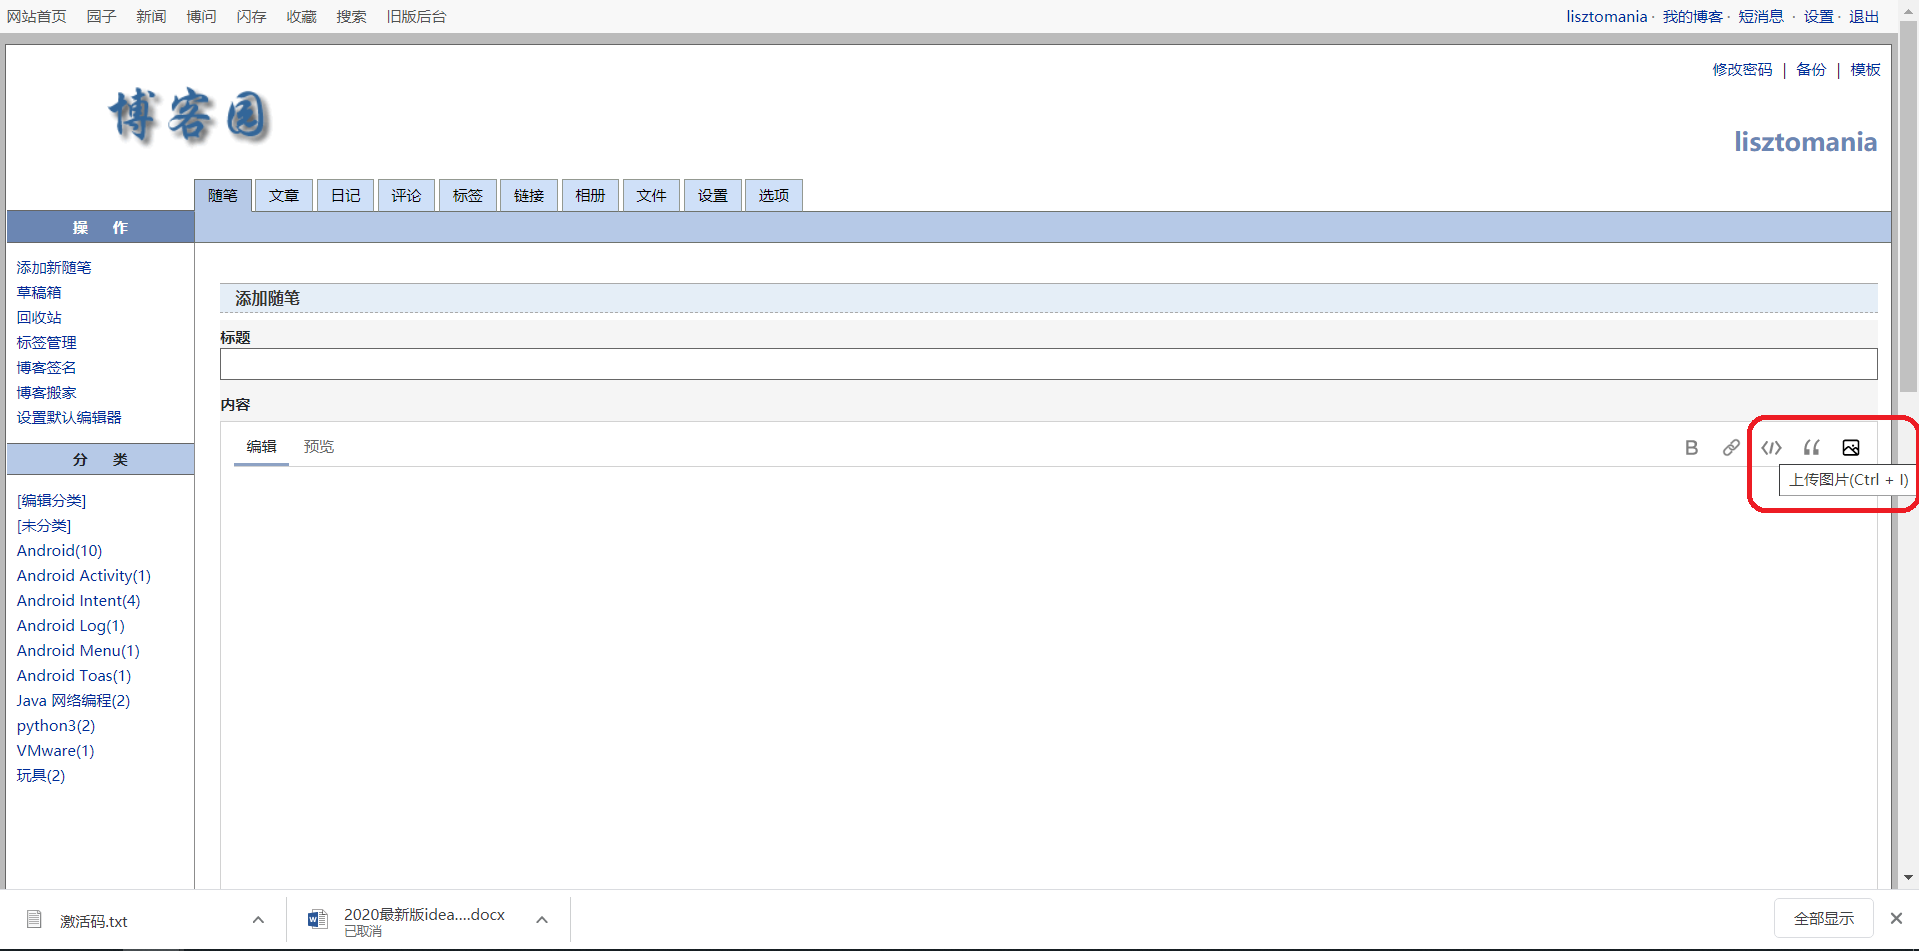 网站首页 园子 新闻 博问 闪存 收藏 搜索 旧版后台 lisztomania · 我的博客 · 短消息 · 设置 · 退出
修改密码 | 备份 | 模板
博客园
lisztomania
随笔 文章 日记 评论 标签 链接 相册 文件 设置 选项
操 作
添加新随笔
草稿箱
回收站
标签管理
博客签名
博客搬家
设置默认编辑器
分 类
[编辑分类]
[未分类]
Android(10)
Android Activity(1)
Android Intent(4)
Android Log(1)
Android Menu(1)
Android Toas(1)
Java 网络编程(2)
python3(2)
VMware(1)
玩具(2)
添加随笔
标题
内容
编辑 预览 B
上传图片(Ctrl + I)
激活码.txt
2020最新版idea....docx
已取消
全部显示